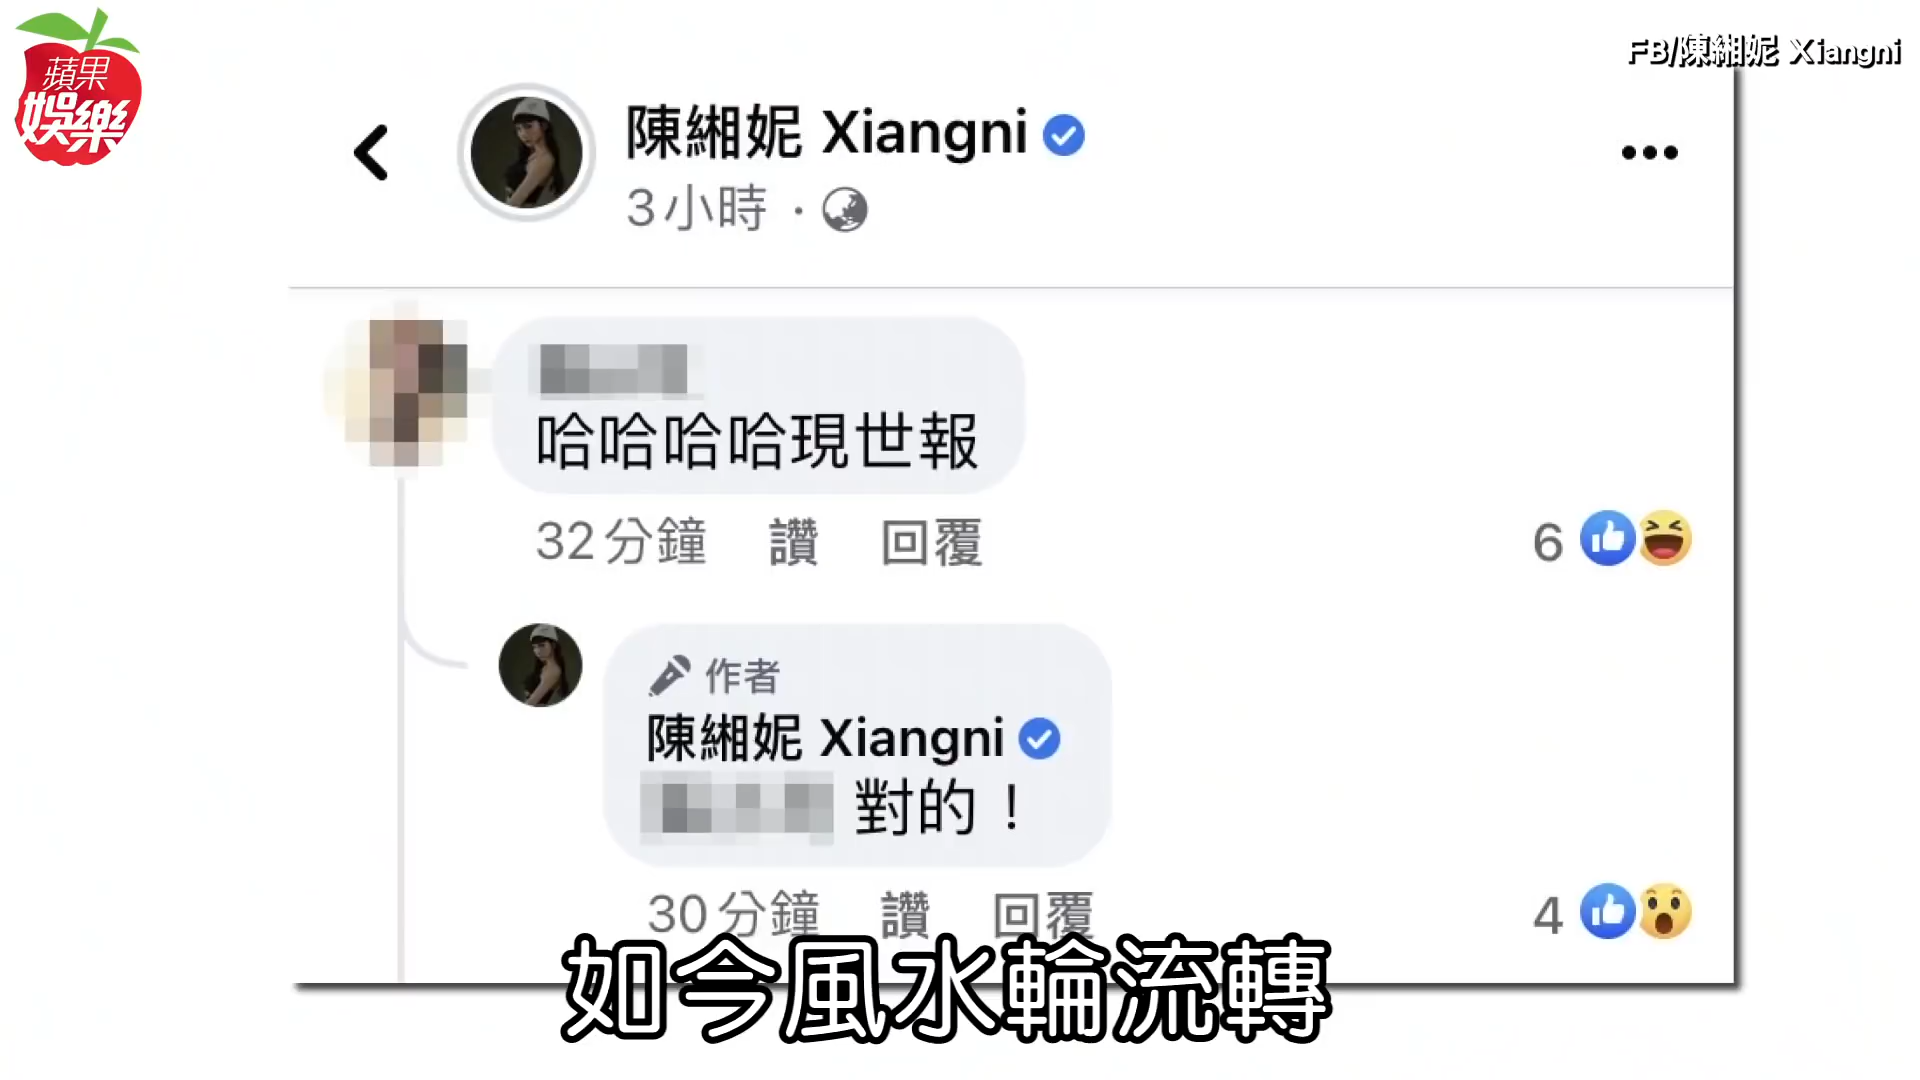 蘋果
娛樂
FB/陳緗妮 Xiangni
陳緗妮 Xiangni
3小時 ·
哈哈哈哈現世報
32分鐘 讚 回覆
6
作者
陳緗妮 Xiangni
對的！
30分鐘 讚 回覆
4
如今風水輪流轉